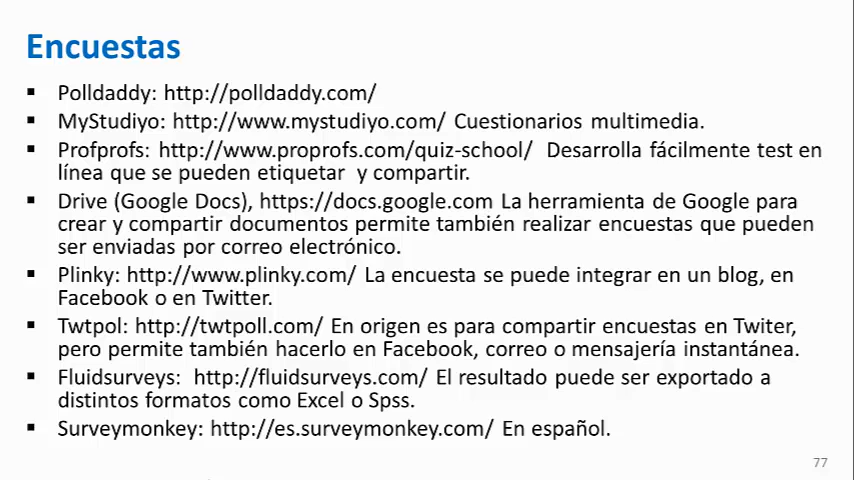 Encuestas
▪ Polldaddy: http://polldaddy.com/
▪ MyStudiyo: http://www.mystudiyo.com/ Cuestionarios multimedia.
▪ Profprofs: http://www.proprofs.com/quiz-school/ Desarrolla fácilmente test en
línea que se pueden etiquetar y compartir.
▪ Drive (Google Docs), https://docs.google.com La herramienta de Google para
crear y compartir documentos permite también realizar encuestas que pueden
ser enviadas por correo electrónico.
▪ Plinky: http://www.plinky.com/ La encuesta se puede integrar en un blog, en
Facebook o en Twitter.
▪ Twtpol: http://twtpoll.com/ En origen es para compartir encuestas en Twiter,
pero permite también hacerlo en Facebook, correo o mensajería instantánea.
▪ Fluidsurveys: http://fluidsurveys.com/ El resultado puede ser exportado a
distintos formatos como Excel o Spss.
▪ Surveymonkey: http://es.surveymonkey.com/ En español.
77